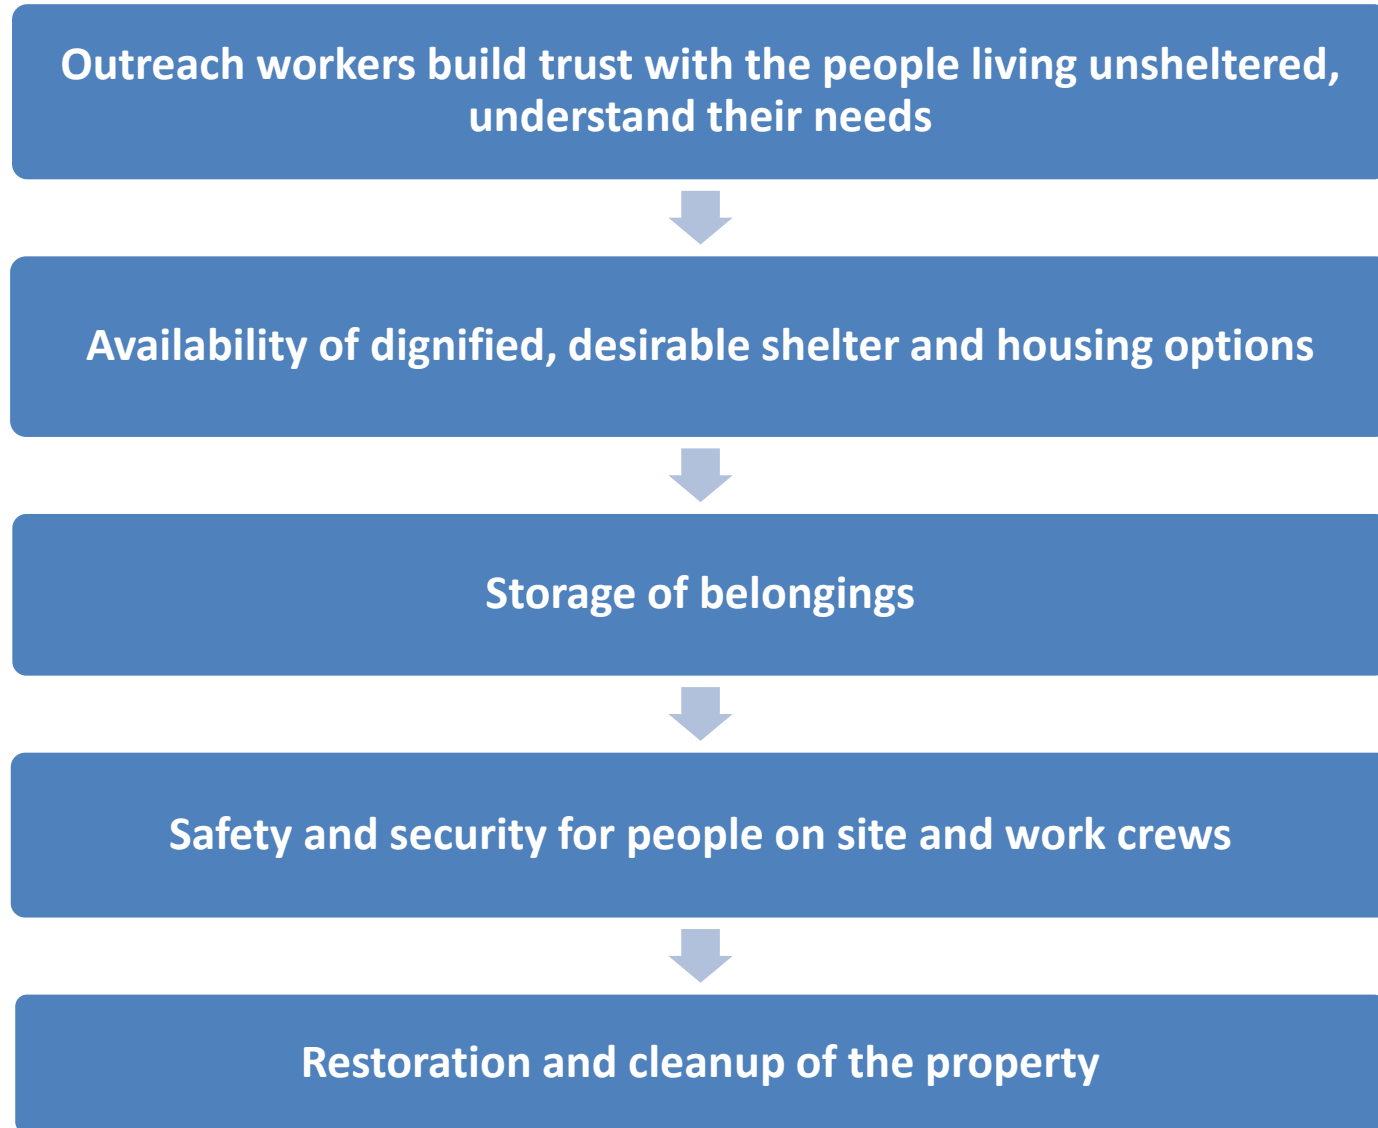 Outreach workers build trust with the people living unsheltered,
understand their needs
Availability of dignified, desirable shelter and housing options
Storage of belongings
Safety and security for people on site and work crews
Restoration and cleanup of the property